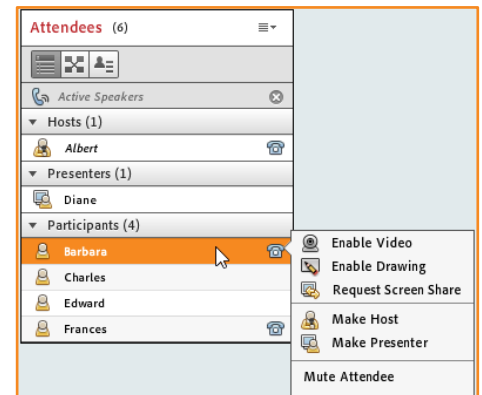 Attendees (6)
Active Speakers
Hosts (1)
Albert
Presenters (1)
Diane
Participants (4)
Barbara
Charles
Edward
Frances
Enable Video
Enable Drawing
Request Screen Share
Make Host
Make Presenter
Mute Attendee